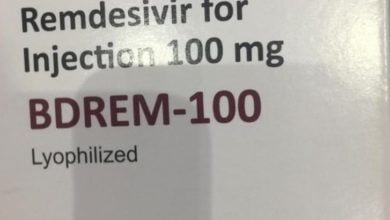 Remdesivir for
Injection 100 mg
BDREM-100
Lyophilized